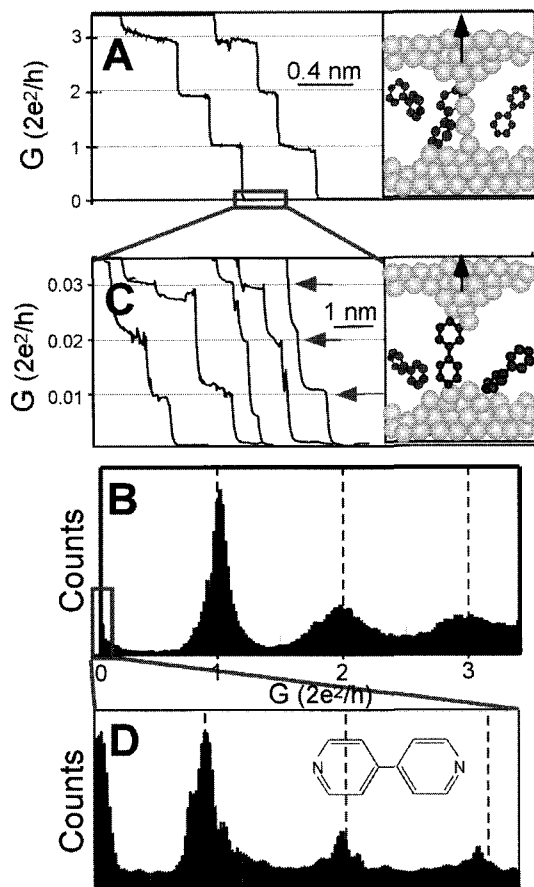 A
G (2e²/h)
3
2
1
0
0.4 nm
C
G (2e²/h)
0.03
0.02
0.01
1 nm
B
Counts
0
1
2
3
G (2e²/h)
D
Counts
N
N